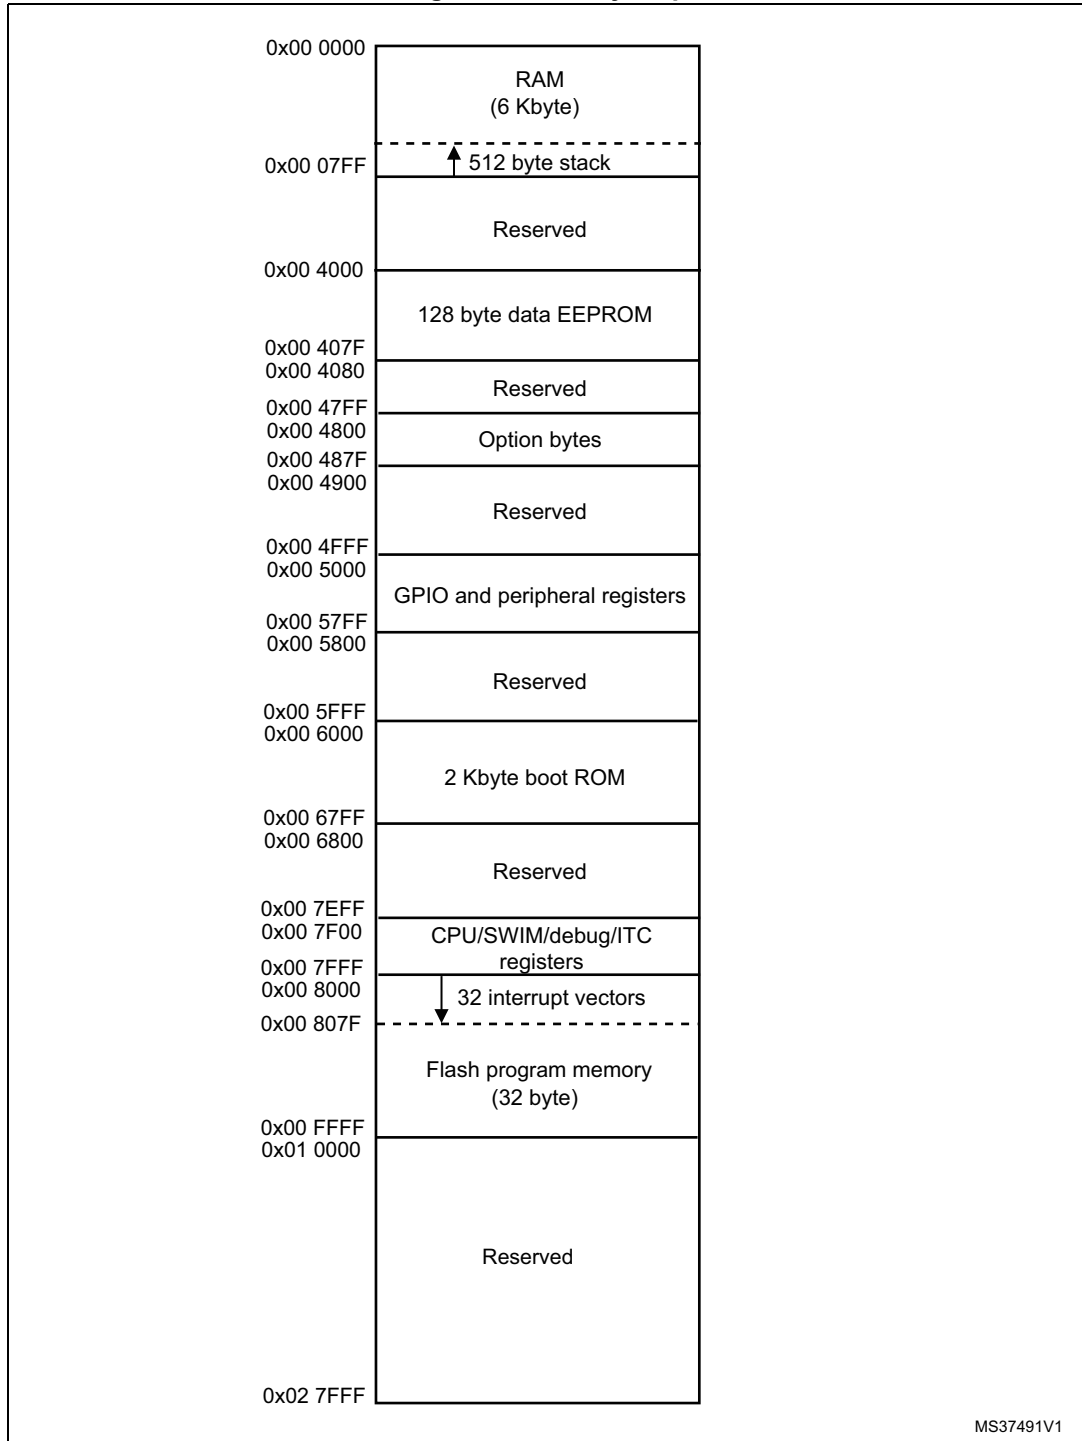 0x00 0000
RAM
(6 Kbyte)
0x00 07FF
512 byte stack
Reserved
0x00 4000
128 byte data EEPROM
0x00 407F
0x00 4080
Reserved
0x00 47FF
0x00 4800
Option bytes
0x00 487F
0x00 4900
Reserved
0x00 4FFF
0x00 5000
GPIO and peripheral registers
0x00 57FF
0x00 5800
Reserved
0x00 5FFF
0x00 6000
2 Kbyte boot ROM
0x00 67FF
0x00 6800
Reserved
0x00 7EFF
0x00 7F00
CPU/SWIM/debug/ITC
registers
0x00 7FFF
0x00 8000
32 interrupt vectors
0x00 807F
Flash program memory
(32 byte)
0x00 FFFF
0x01 0000
Reserved
0x02 7FFF
MS37491V1